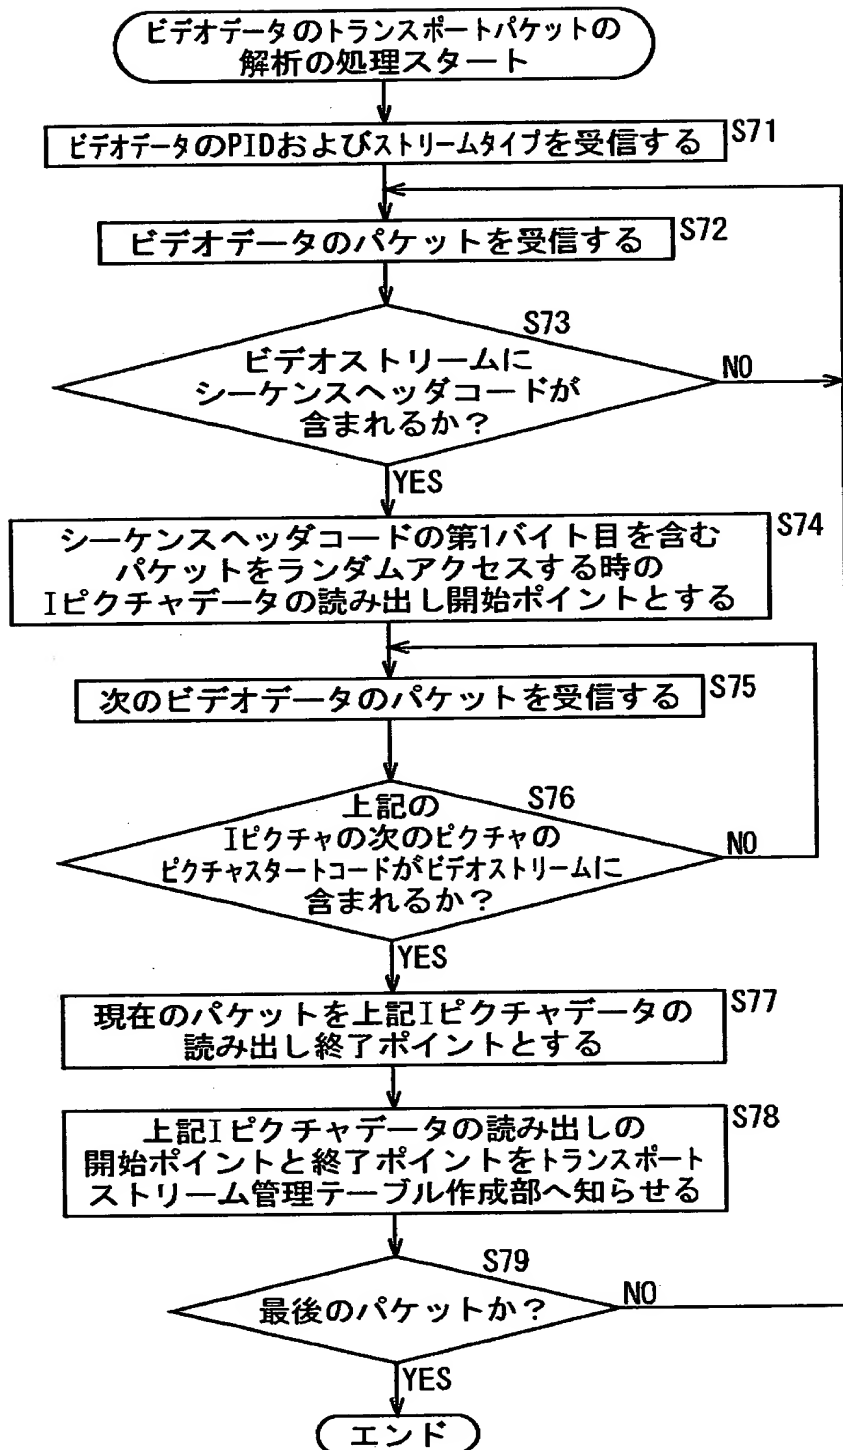 ビデオデータのトランスポートパケットの
解析の処理スタート
ビデオデータのPIDおよびストリームタイプを受信する
S71
ビデオデータのパケットを受信する
S72
S73
ビデオストリームに
シーケンスヘッダコードが
含まれるか？
NO
YES
シーケンスヘッダコードの第1バイト目を含む
パケットをランダムアクセスする時の
Iピクチャデータの読み出し開始ポイントとする
S74
次のビデオデータのパケットを受信する
S75
S76
上記の
Iピクチャの次のピクチャの
ピクチャスタートコードがビデオストリームに
含まれるか？
NO
YES
現在のパケットを上記Iピクチャデータの
読み出し終了ポイントとする
S77
上記Iピクチャデータの読み出しの
開始ポイントと終了ポイントをトランスポート
ストリーム管理テーブル作成部へ知らせる
S78
S79
最後のパケットか？
NO
YES
エンド